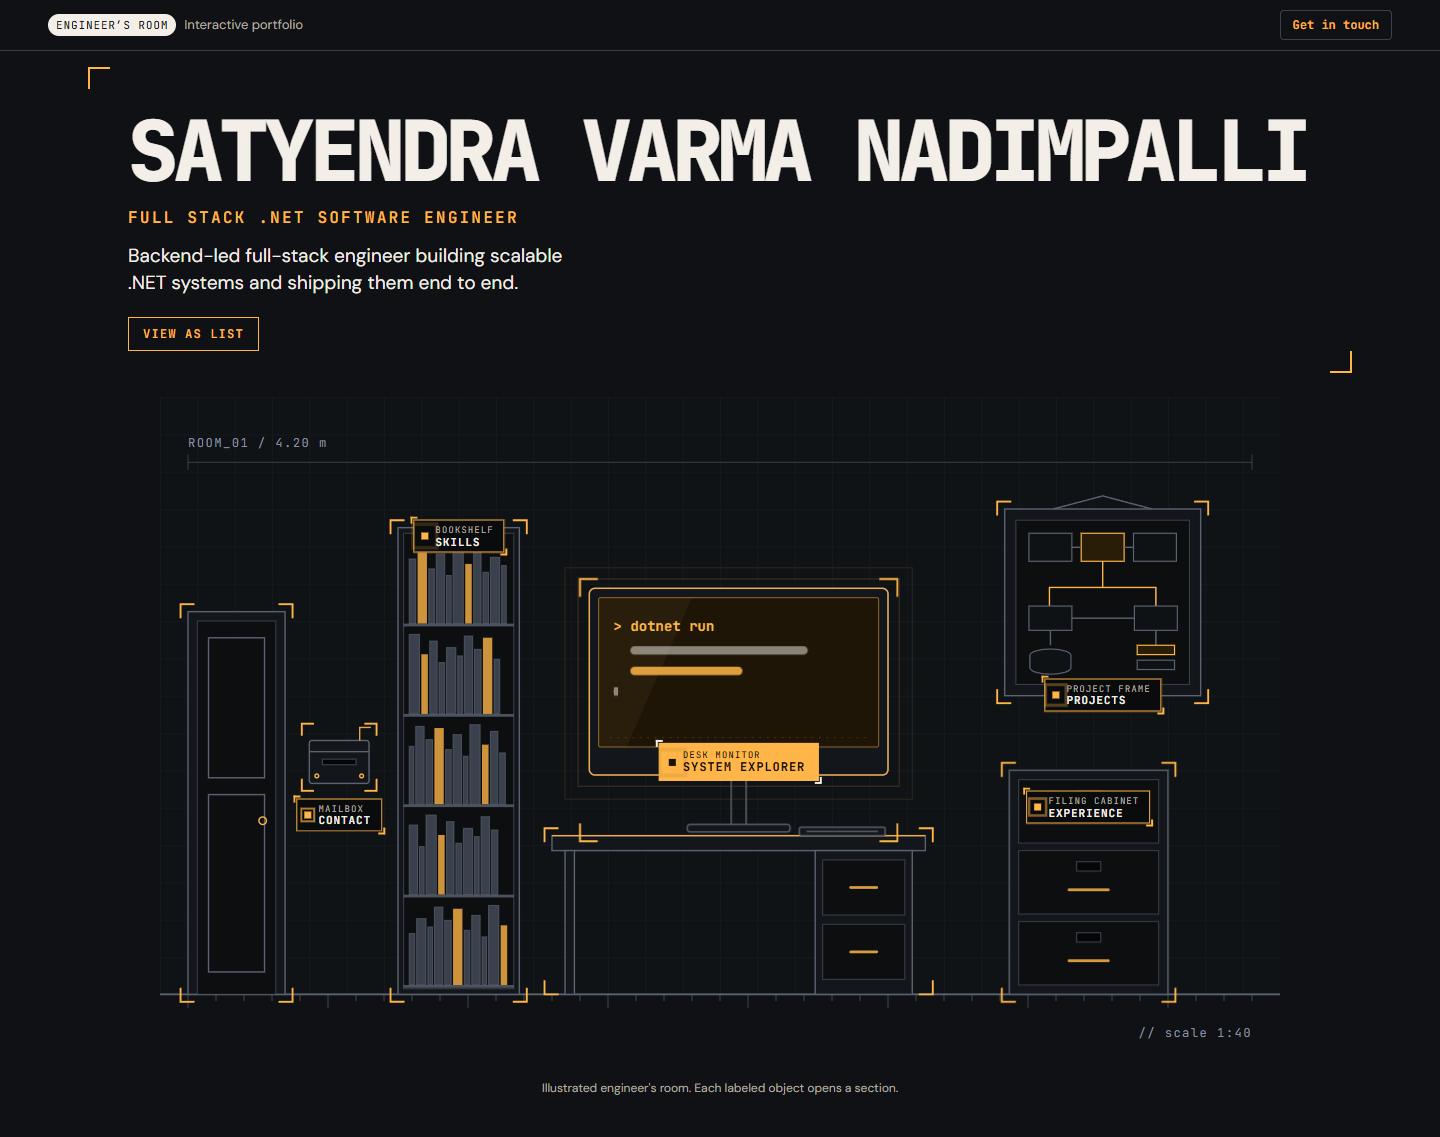 ENGINEER'S ROOM Interactive portfolio
Get in touch
SATYENDRA VARMA NADIMPALLI
FULL STACK .NET SOFTWARE ENGINEER
Backend-led full-stack engineer building scalable
.NET systems and shipping them end to end.
VIEW AS LIST
ROOM_01 / 4.20 m
BOOKSHELF
SKILLS
> dotnet run
PROJECT FRAME
PROJECTS
DESK MONITOR
SYSTEM EXPLORER
MAILBOX
CONTACT
FILING CABINET
EXPERIENCE
// scale 1:40
Illustrated engineer's room. Each labeled object opens a section.